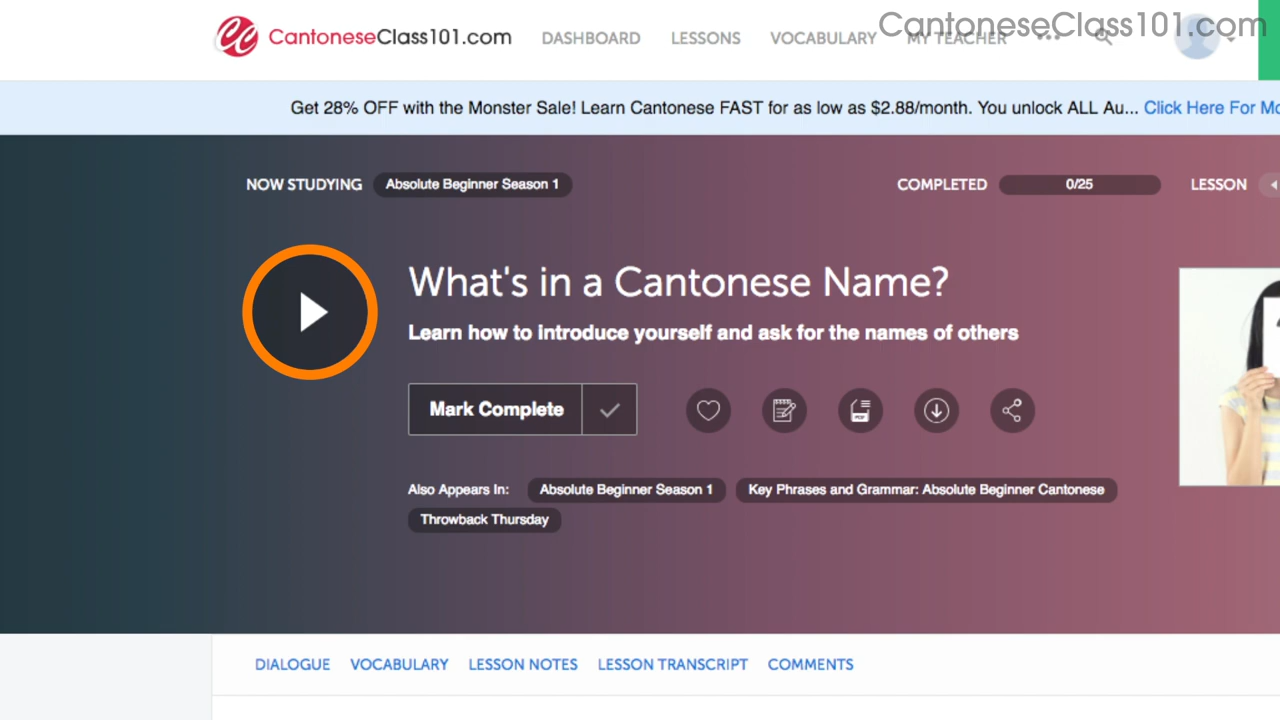 CantoneseClass101.com
CantoneseClass101.com DASHBOARD LESSONS VOCABULARY MY TEACHER
Get 28% OFF with the Monster Sale! Learn Cantonese FAST for as low as $2.88/month. You unlock ALL Au... Click Here For Mo
NOW STUDYING Absolute Beginner Season 1 COMPLETED 0/25 LESSON
What's in a Cantonese Name?
Learn how to introduce yourself and ask for the names of others
Mark Complete
PDF
Also Appears In: Absolute Beginner Season 1 Key Phrases and Grammar: Absolute Beginner Cantonese
Throwback Thursday
DIALOGUE VOCABULARY LESSON NOTES LESSON TRANSCRIPT COMMENTS